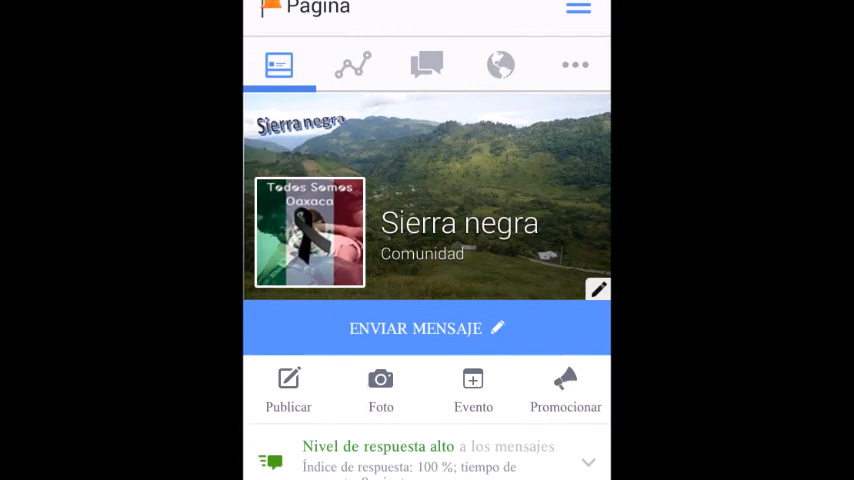 Página
Sierra negra
Todos Somos
Oaxaca
Sierra negra
Comunidad
ENVIAR MENSAJE
Publicar
Foto
Evento
Promocionar
Nivel de respuesta alto a los mensajes
Índice de respuesta: 100 %; tiempo de